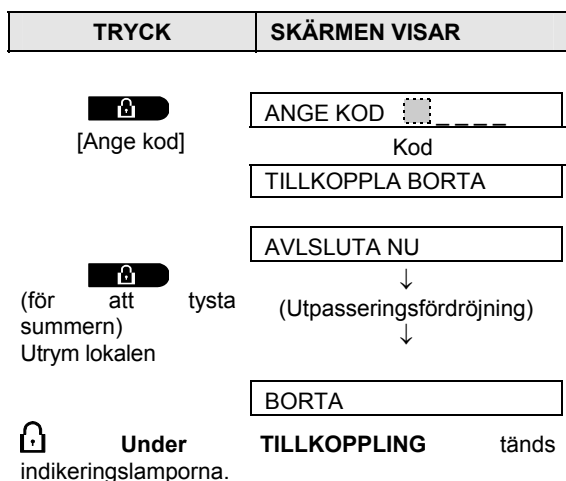 TRYCK SKÄRMEN VISAR
ANGE KOD _ _ _ _
[Ange kod] Kod
TILLKOPPLA BORTA
AVLSLUTA NU
↓
(för att tysta
summern)
Utrym lokalen
(Utpasseringsfördröjning)
↓
BORTA
Under TILLKOPPLING tänds
indikeringslamporna.